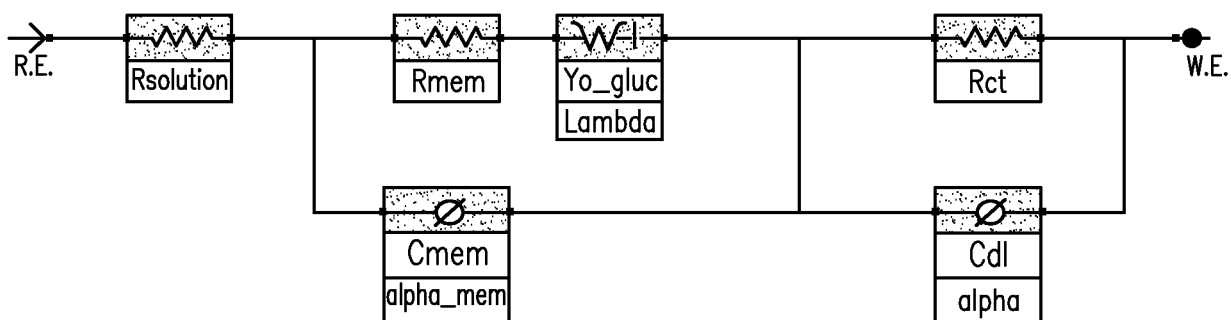 R.E.
Rsolution
Rmem
Yo_gluc
Lambda
Rct
W.E.
Cmem
alpha_mem
Cdl
alpha